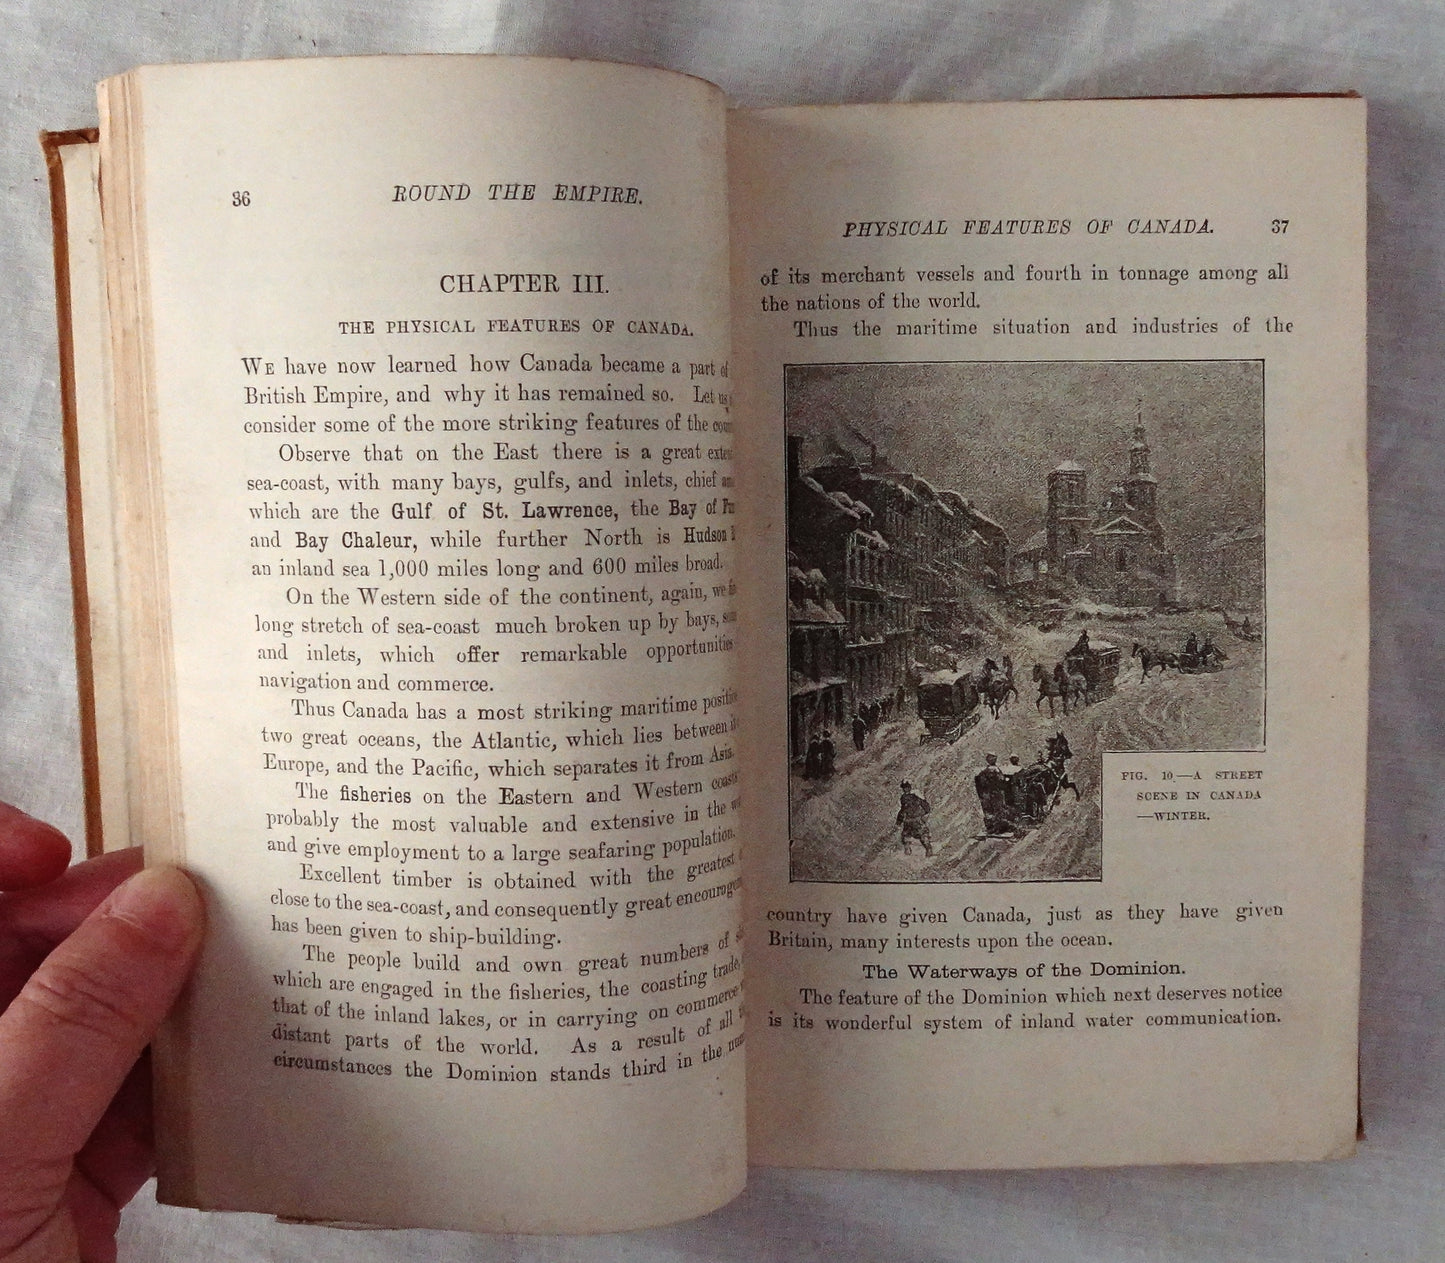 36 ROUND THE EMPIRE.
CHAPTER III.
THE PHYSICAL FEATURES OF CANADA.
WE have now learned how Canada became a part of
British Empire, and why it has remained so. Let us
consider some of the more striking features of the
Observe that on the East there is a great
sea-coast, with many bays, gulfs, and inlets, chief
which are the Gulf of St. Lawrence, the Bay of
and Bay Chaleur, while further North is Hudson
an inland sea 1,000 miles long and 600 miles broad.
On the Western side of the continent, again, we
long stretch of sea-coast much broken up by bays,
and inlets, which offer remarkable opportunities
navigation and commerce.
Thus Canada has a most striking maritime
two great oceans, the Atlantic, which lies between
Europe, and the Pacific, which separates it from Asia.
The fisheries on the Eastern and Western coasts
probably the most valuable and extensive in the
and give employment to a large seafaring population.
Excellent timber is obtained with the greatest
close to the sea-coast, and consequently great
has been given to ship-building.
The people build and own great numbers of
which are engaged in the fisheries, the coasting trade,
that of the inland lakes, or in carrying on commerce
distant parts of the world. As a result of all
circumstances the Dominion stands third in the
PHYSICAL FEATURES OF CANADA. 37
of its merchant vessels and fourth in tonnage among all
the nations of the world.
Thus the maritime situation and industries of the
FIG. 10.—A STREET
SCENE IN CANADA
—WINTER.
country have given Canada, just as they have given
Britain, many interests upon the ocean.
The Waterways of the Dominion.
The feature of the Dominion which next deserves notice
is its wonderful system of inland water communication.